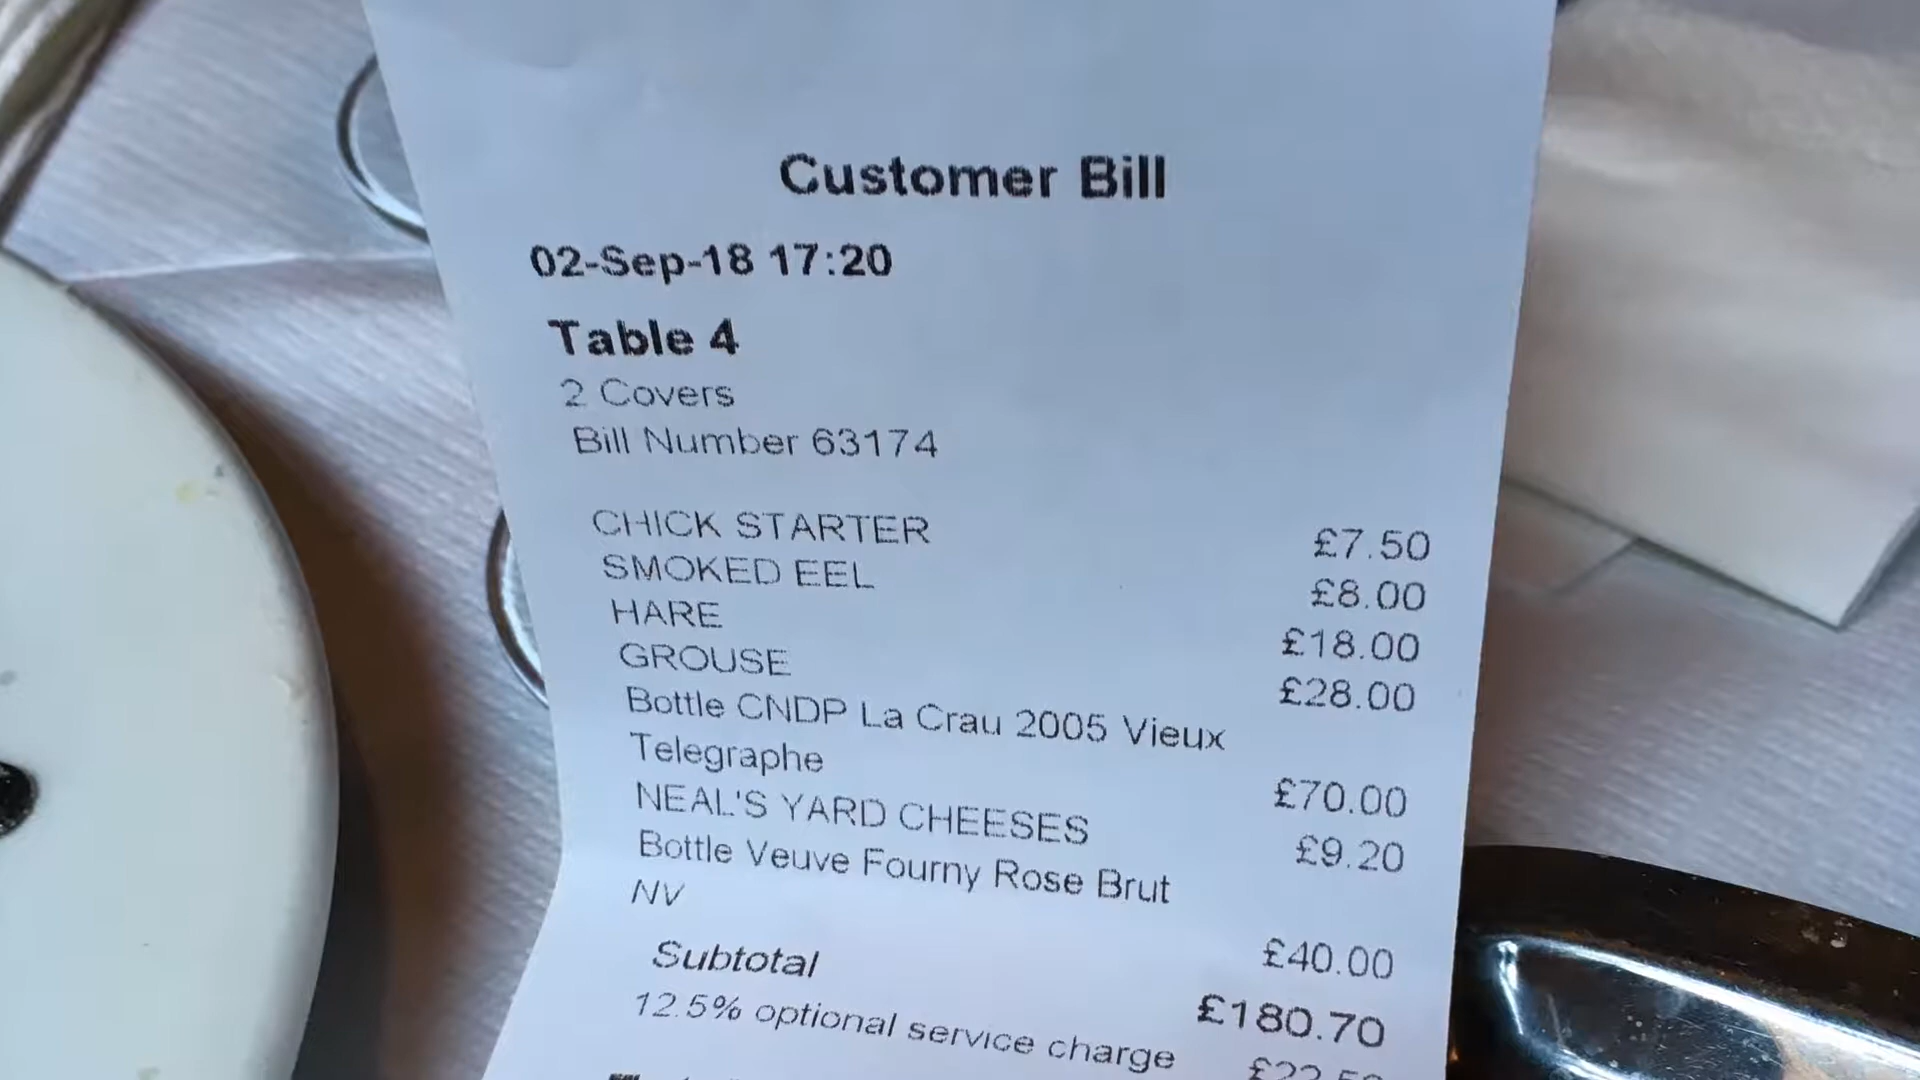 Customer Bill
02-Sep-18 17:20
Table 4
2 Covers
Bill Number 63174
CHICK STARTER £7.50
SMOKED EEL £8.00
HARE £18.00
GROUSE £28.00
Bottle CNDP La Crau 2005 Vieux
Telegraphe £70.00
NEAL'S YARD CHEESES £9.20
Bottle Veuve Fourny Rose Brut
NV £40.00
Subtotal £180.70
12.5% optional service charge